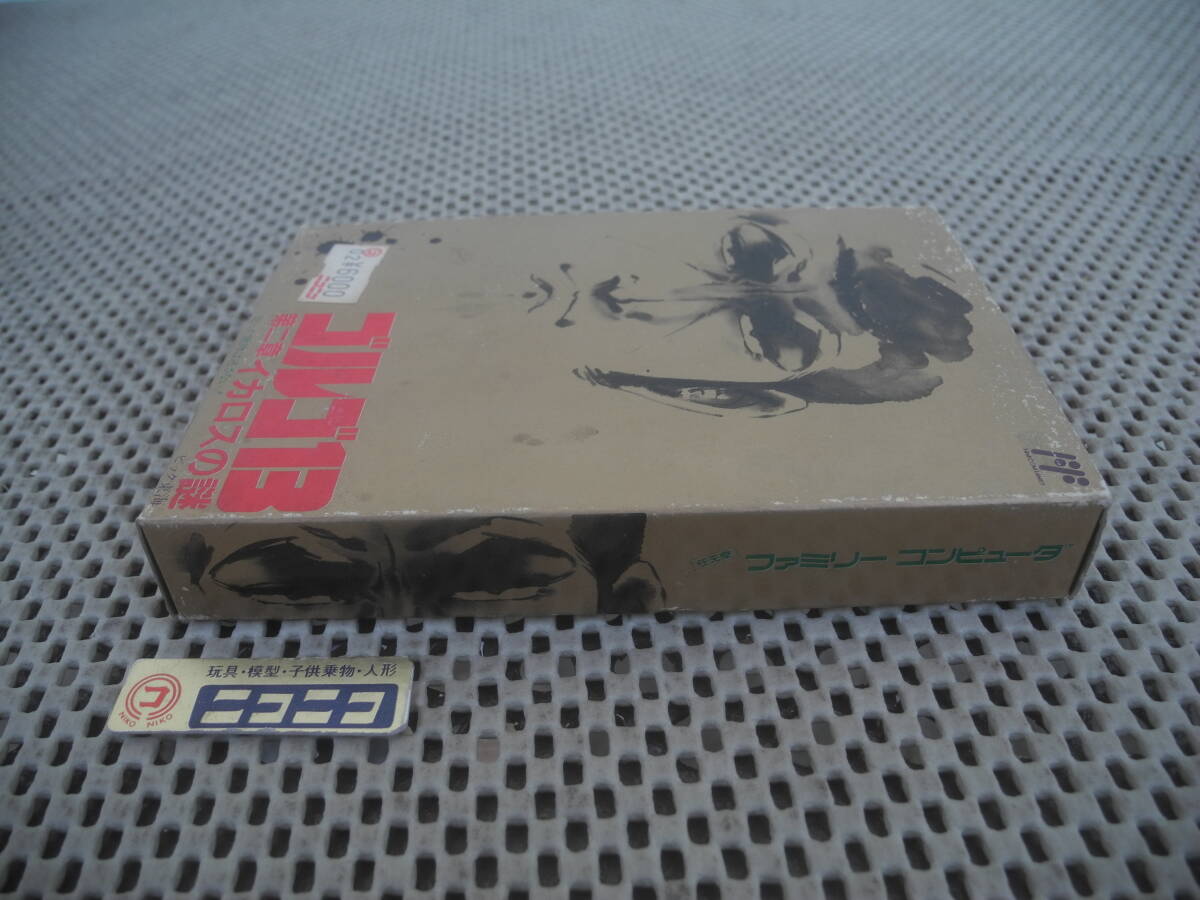 ゴルゴ13
第二章 イカロスの謎
¥6000
任天堂
ファミリー コンピュータ
玩具・模型・子供乗物・人形
NIKO NIKO
ニコニコ